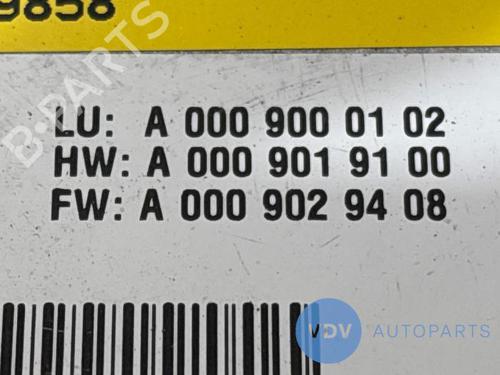 9858
LU: A 000 900 01 02
HW: A 000 901 91 00
FW: A 000 902 94 08
B-PARTS
VDV AUTOPARTS